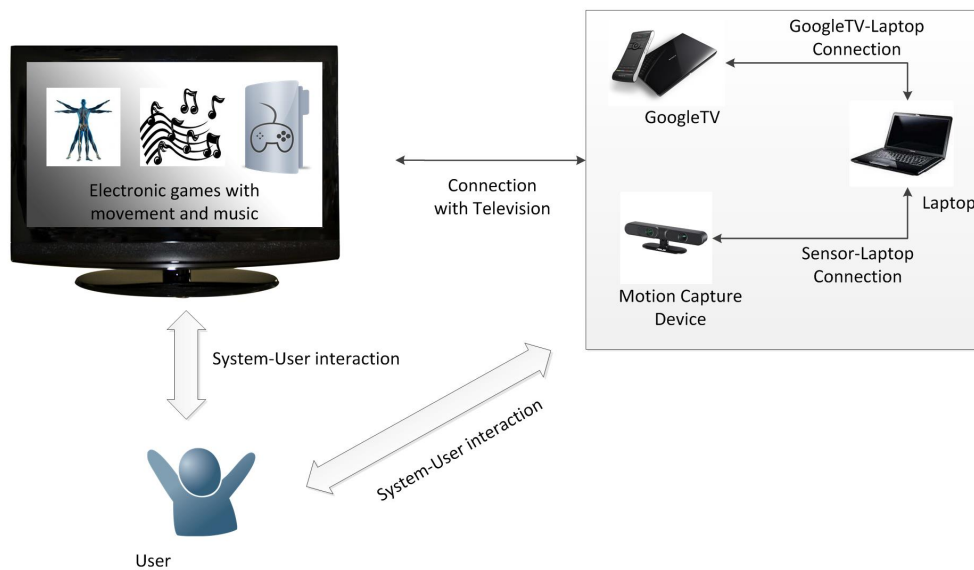 Electronic games with
movement and music
Connection
with Television
GoogleTV-Laptop
Connection
GoogleTV
Laptop
Sensor-Laptop
Connection
Motion Capture
Device
System-User interaction
System-User interaction
User